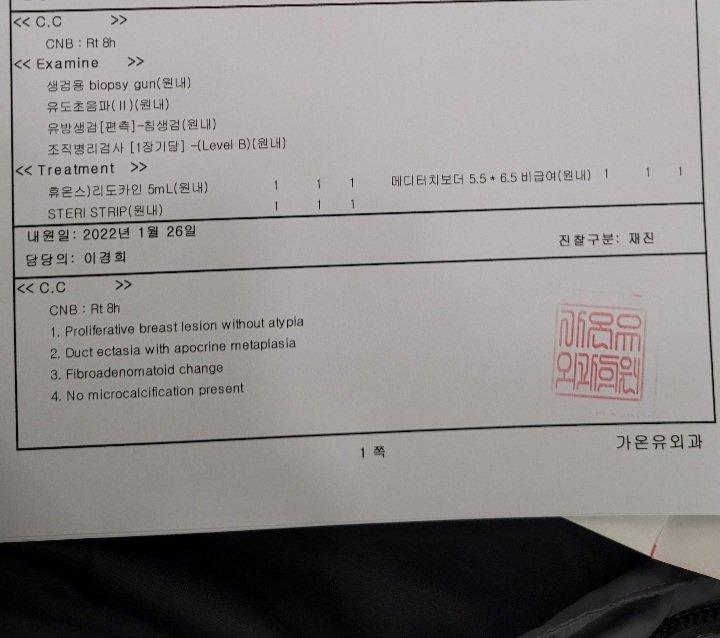 << C.C >>
CNB : Rt 8h
<< Examine >>
생검용 biopsy gun(원내)
유도초음파(Ⅱ)(원내)
유방생검[편측]-침생검(원내)
조직병리검사 [1장기당] -(Level B)(원내)
<< Treatment >>
휴온스)리도카인 5mL(원내) 1 1 1 메디터치보더 5.5 * 6.5 비급여(원내) 1 1 1
STERI STRIP(원내) 1 1 1
내원일: 2022년 1월 26일 진찰구분: 재진
담당의: 이경희
<< C.C >>
CNB : Rt 8h
1. Proliferative breast lesion without atypia
2. Duct ectasia with apocrine metaplasia
3. Fibroadenomatoid change
4. No microcalcification present
가온유
외과의원
1 쪽
가온유외과